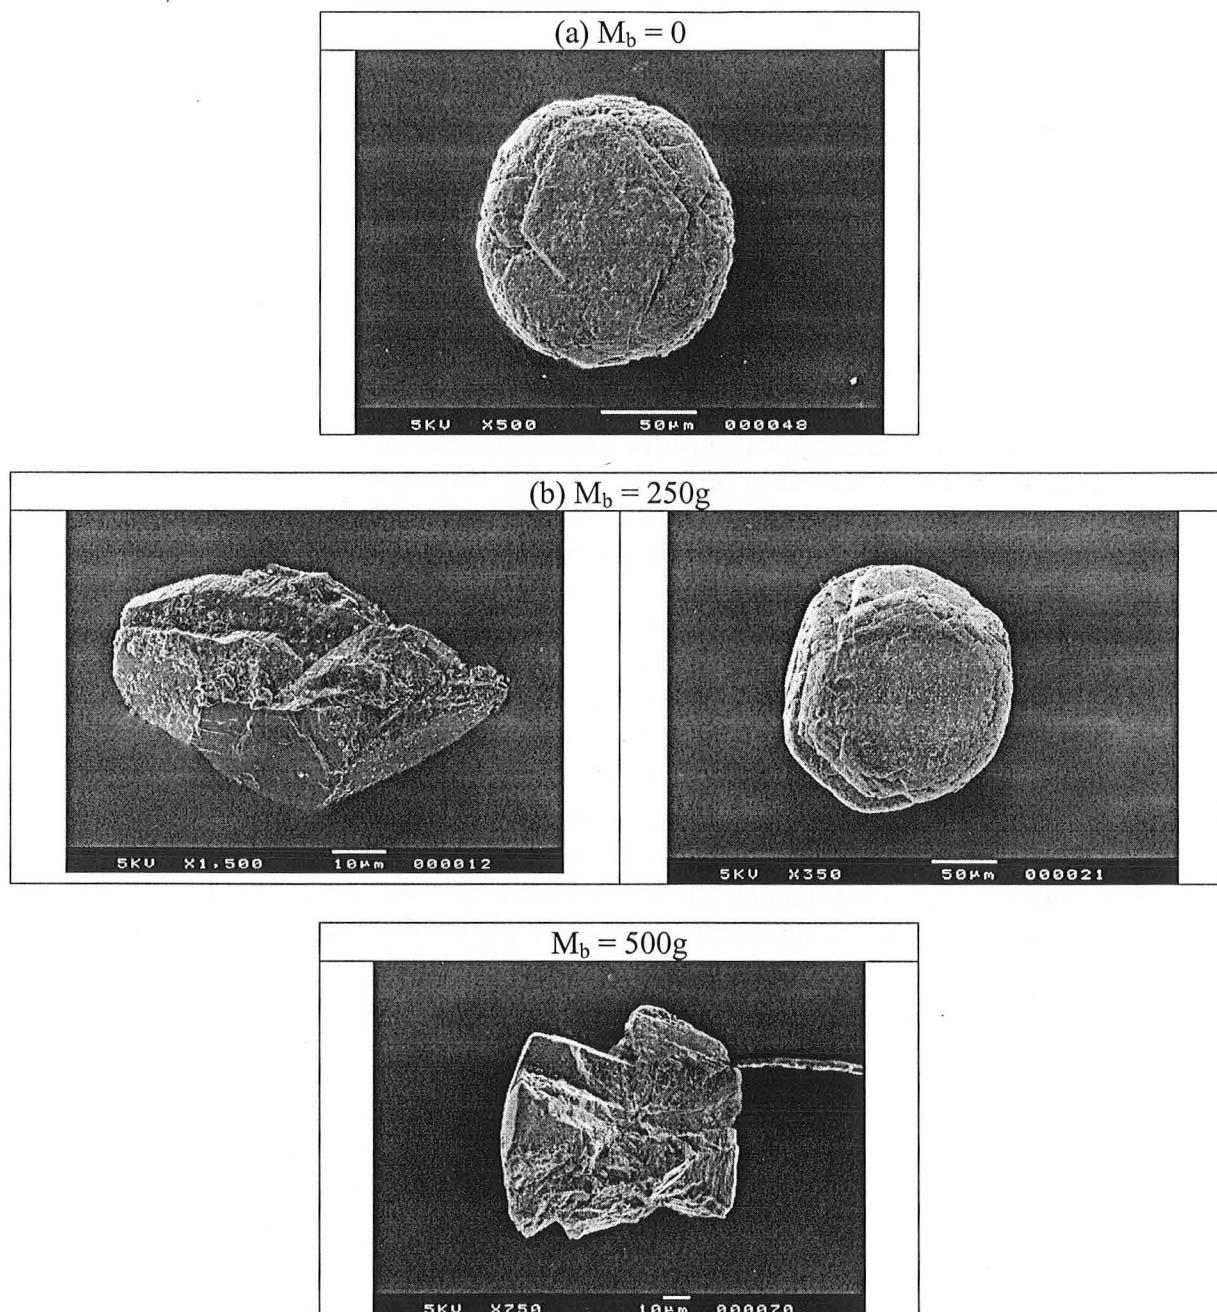 (a) M_b = 0
5KV X500 50µm 000048
(b) M_b = 250g
5KV X1,500 10µm 000012
5KV X350 50µm 000021
M_b = 500g
5KV X750 10µm 000070